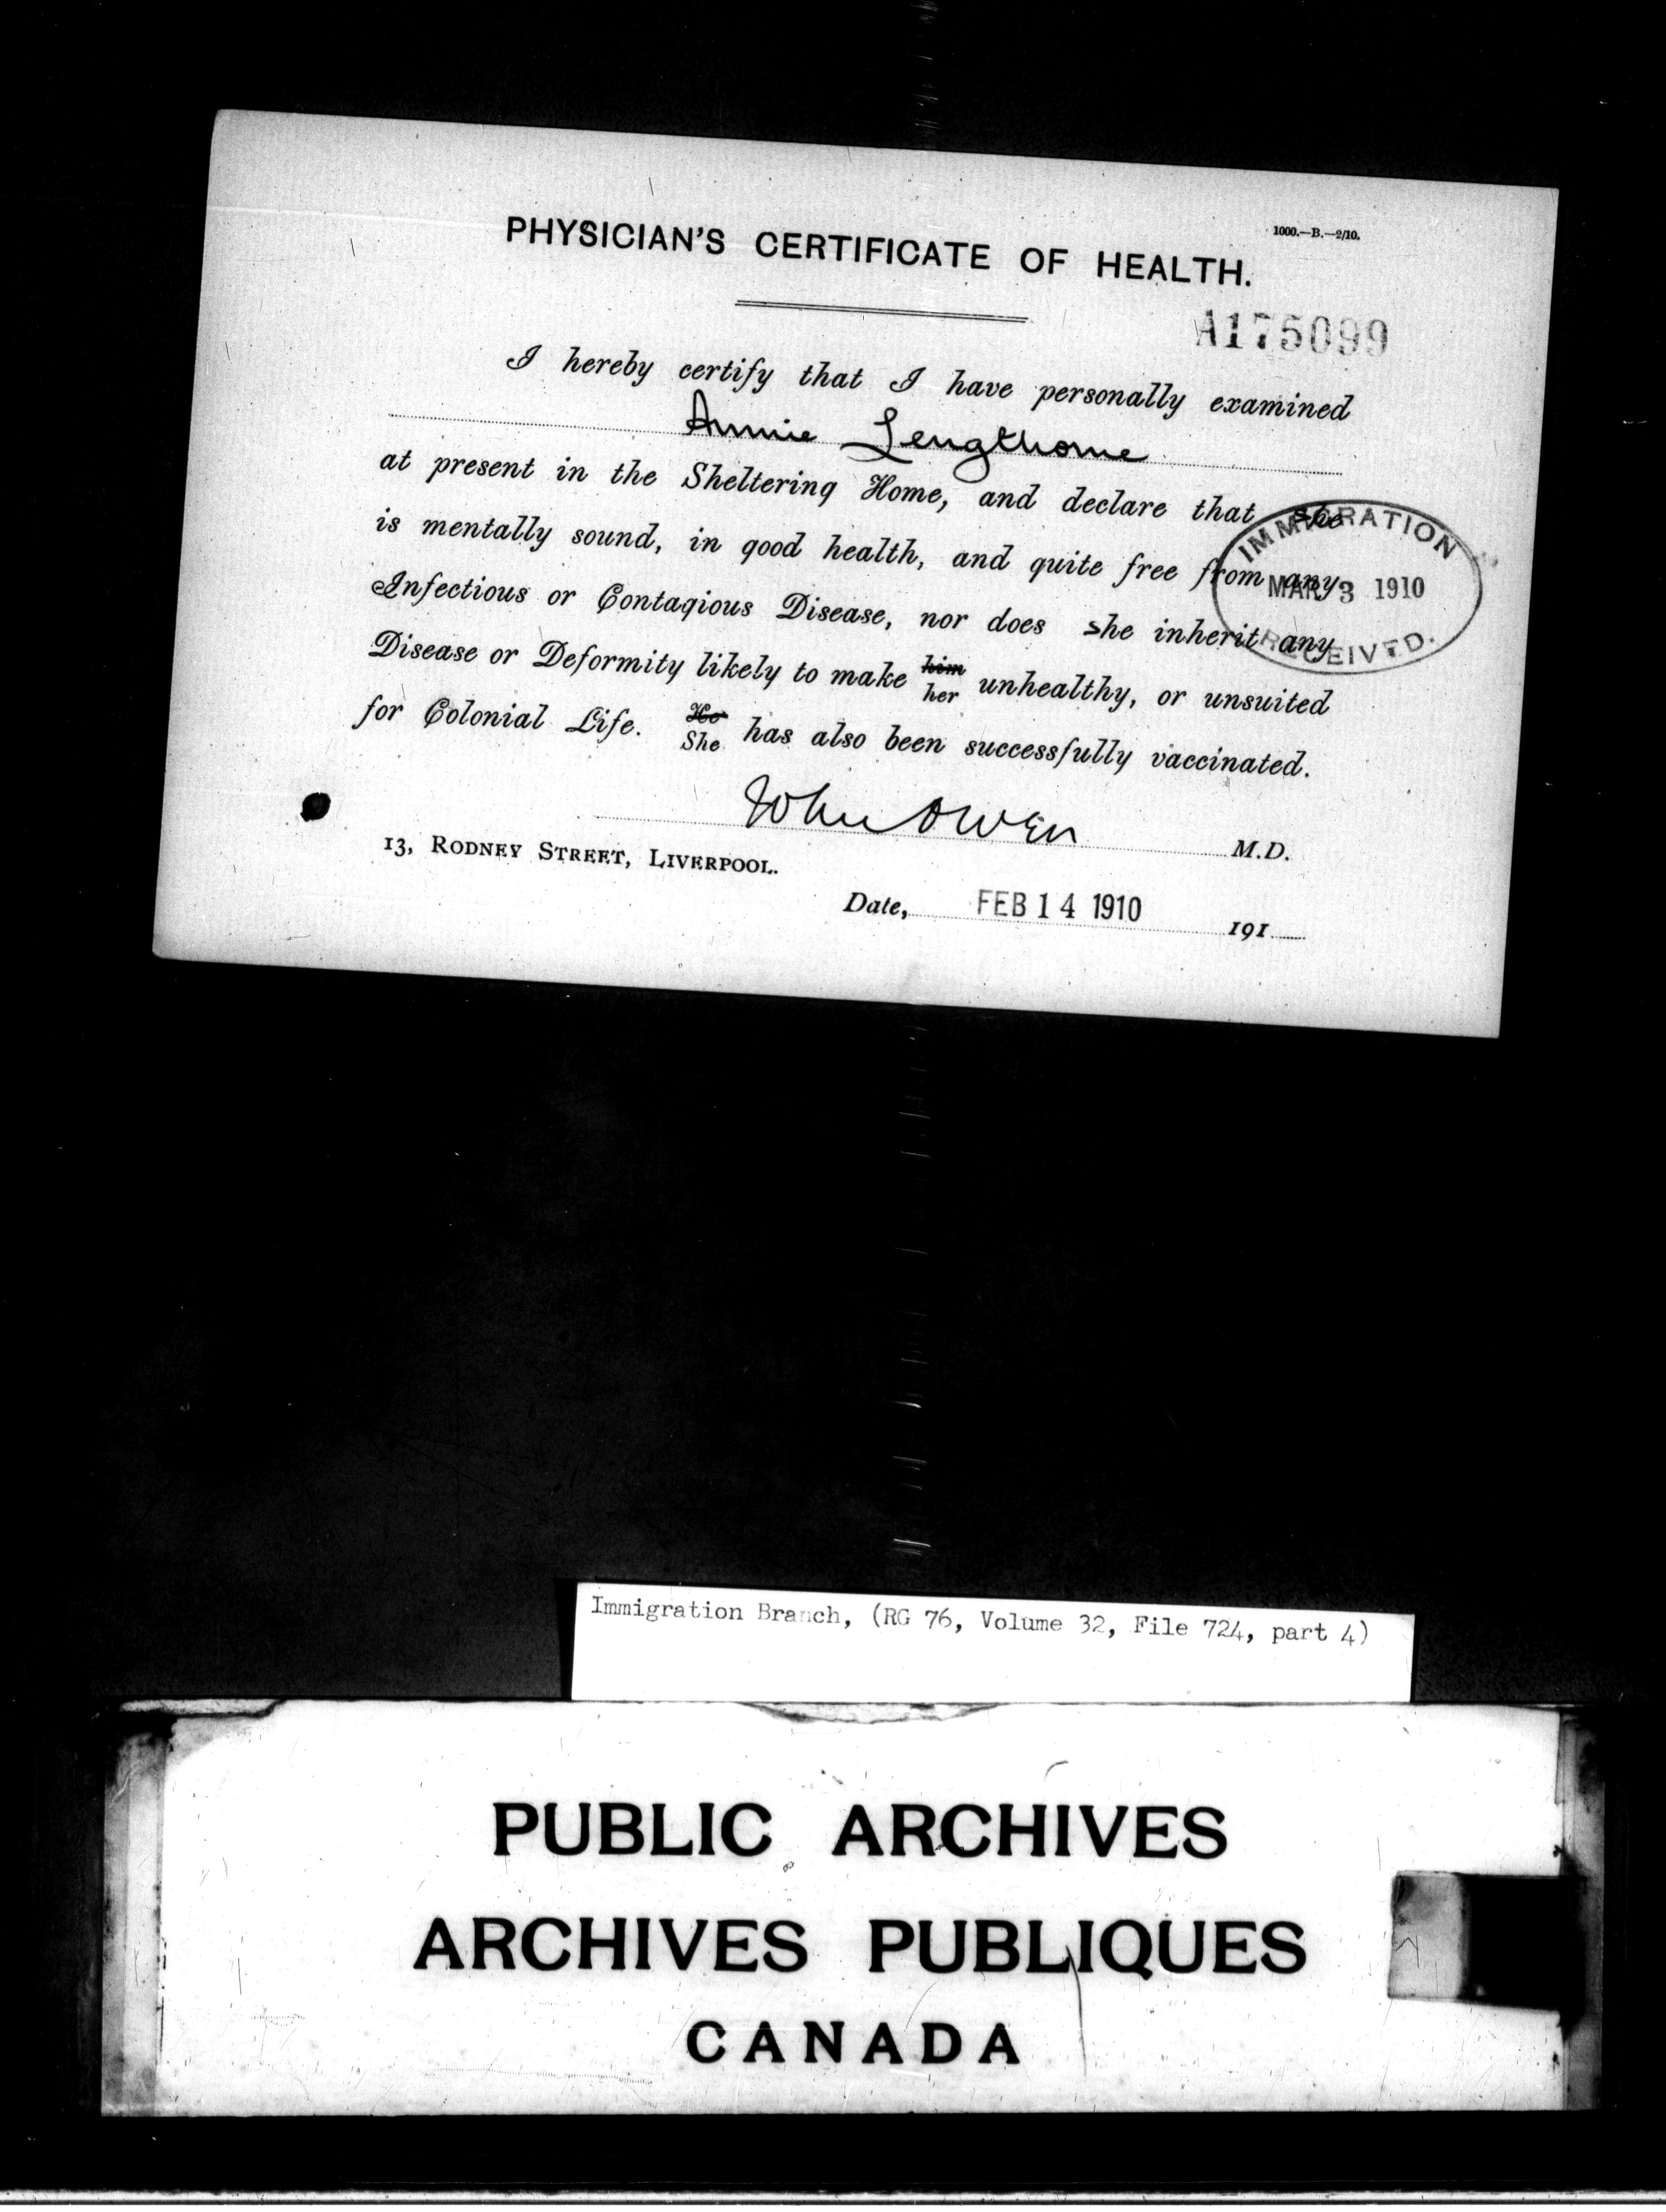 1000.—B.—2/10.
PHYSICIAN'S CERTIFICATE OF HEALTH.
A175099
I hereby certify that I have personally examined
Annie Lengthorne
at present in the Sheltering Home, and declare that she
is mentally sound, in good health, and quite free from any
Infectious or Contagious Disease, nor does she inherit any
Disease or Deformity likely to make him her unhealthy, or unsuited
for Colonial Life. He She has also been successfully vaccinated.
IMMIGRATION
MAR 3 1910
RECEIVED.
John Owen M.D.
13, RODNEY STREET, LIVERPOOL.
Date, FEB 14 1910 191
Immigration Branch, (RG 76, Volume 32, File 724, part 4)
PUBLIC ARCHIVES
ARCHIVES PUBLIQUES
CANADA